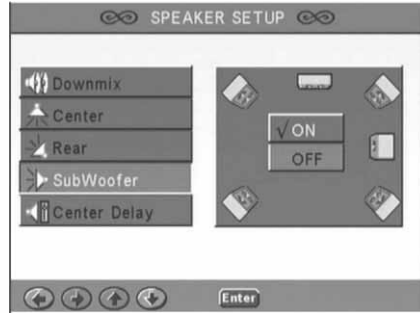 SPEAKER SETUP
Downmix
Center
Rear
SubWoofer
Center Delay
√ ON
OFF
Enter